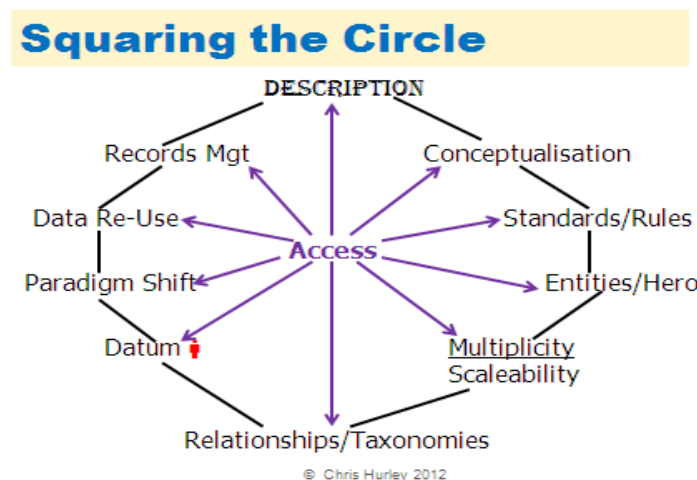 Squaring the Circle
DESCRIPTION
Records Mgt
Conceptualisation
Data Re-Use
Standards/Rules
Access
Paradigm Shift
Entities/Hero
Datum
Multiplicity
Scaleability
Relationships/Taxonomies
© Chris Hurley 2012